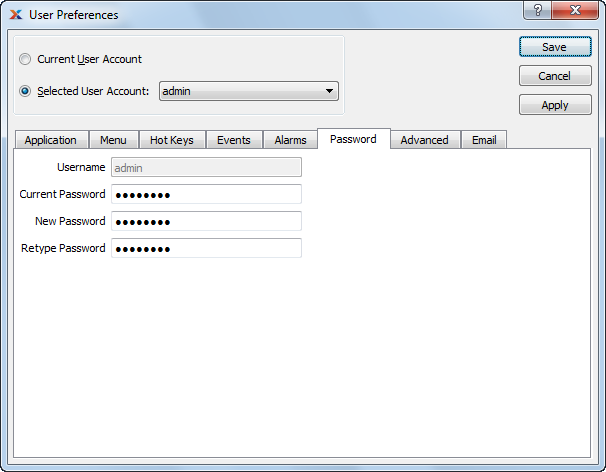 User Preferences
Current User Account
Save
Selected User Account: admin
Cancel
Apply
Application Menu Hot Keys Events Alarms Password Advanced Email
Username admin
Current Password ●●●●●●●●
New Password ●●●●●●●●
Retype Password ●●●●●●●●